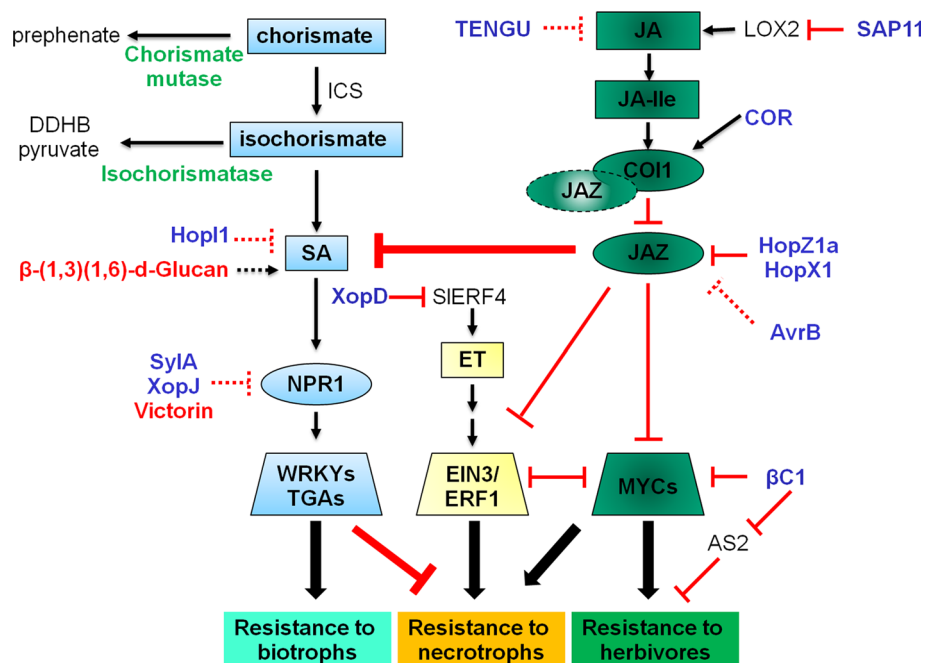 prephenate
chorismate
Chorismate
mutase
ICS
DDHB
pyruvate
isochorismate
Isochorismatase
HopI1
SA
β-(1,3)(1,6)-d-Glucan
SylA
XopJ
Victorin
NPR1
WRKYs
TGAs
Resistance to
biotrophs
XopD
SlERF4
ET
EIN3/
ERF1
Resistance to
necrotrophs
TENGU
JA
LOX2
SAP11
JA-Ile
COR
COI1
JAZ
JAZ
HopZ1a
HopX1
AvrB
MYCs
βC1
AS2
Resistance to
herbivores